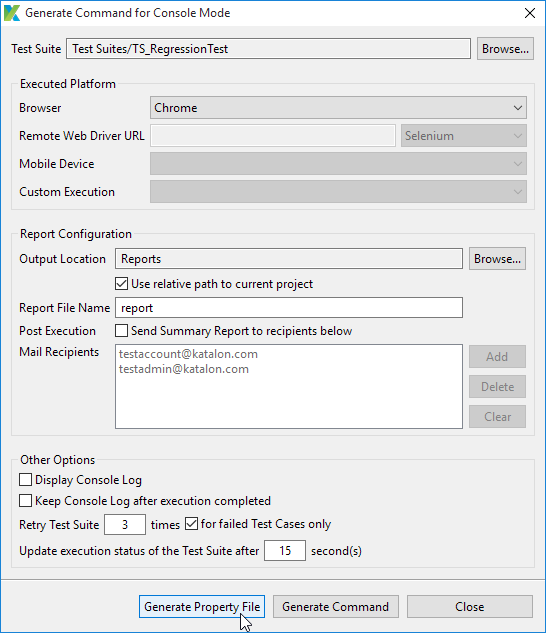 Generate Command for Console Mode
Test Suite Test Suites/TS_RegressionTest Browse...
Executed Platform
Browser Chrome
Remote Web Driver URL Selenium
Mobile Device
Custom Execution
Report Configuration
Output Location Reports Browse...
Use relative path to current project
Report File Name report
Post Execution Send Summary Report to recipients below
Mail Recipients testaccount@katalon.com Add
testadmin@katalon.com
Delete
Clear
Other Options
Display Console Log
Keep Console Log after execution completed
Retry Test Suite 3 times for failed Test Cases only
Update execution status of the Test Suite after 15 second(s)
Generate Property File Generate Command Close